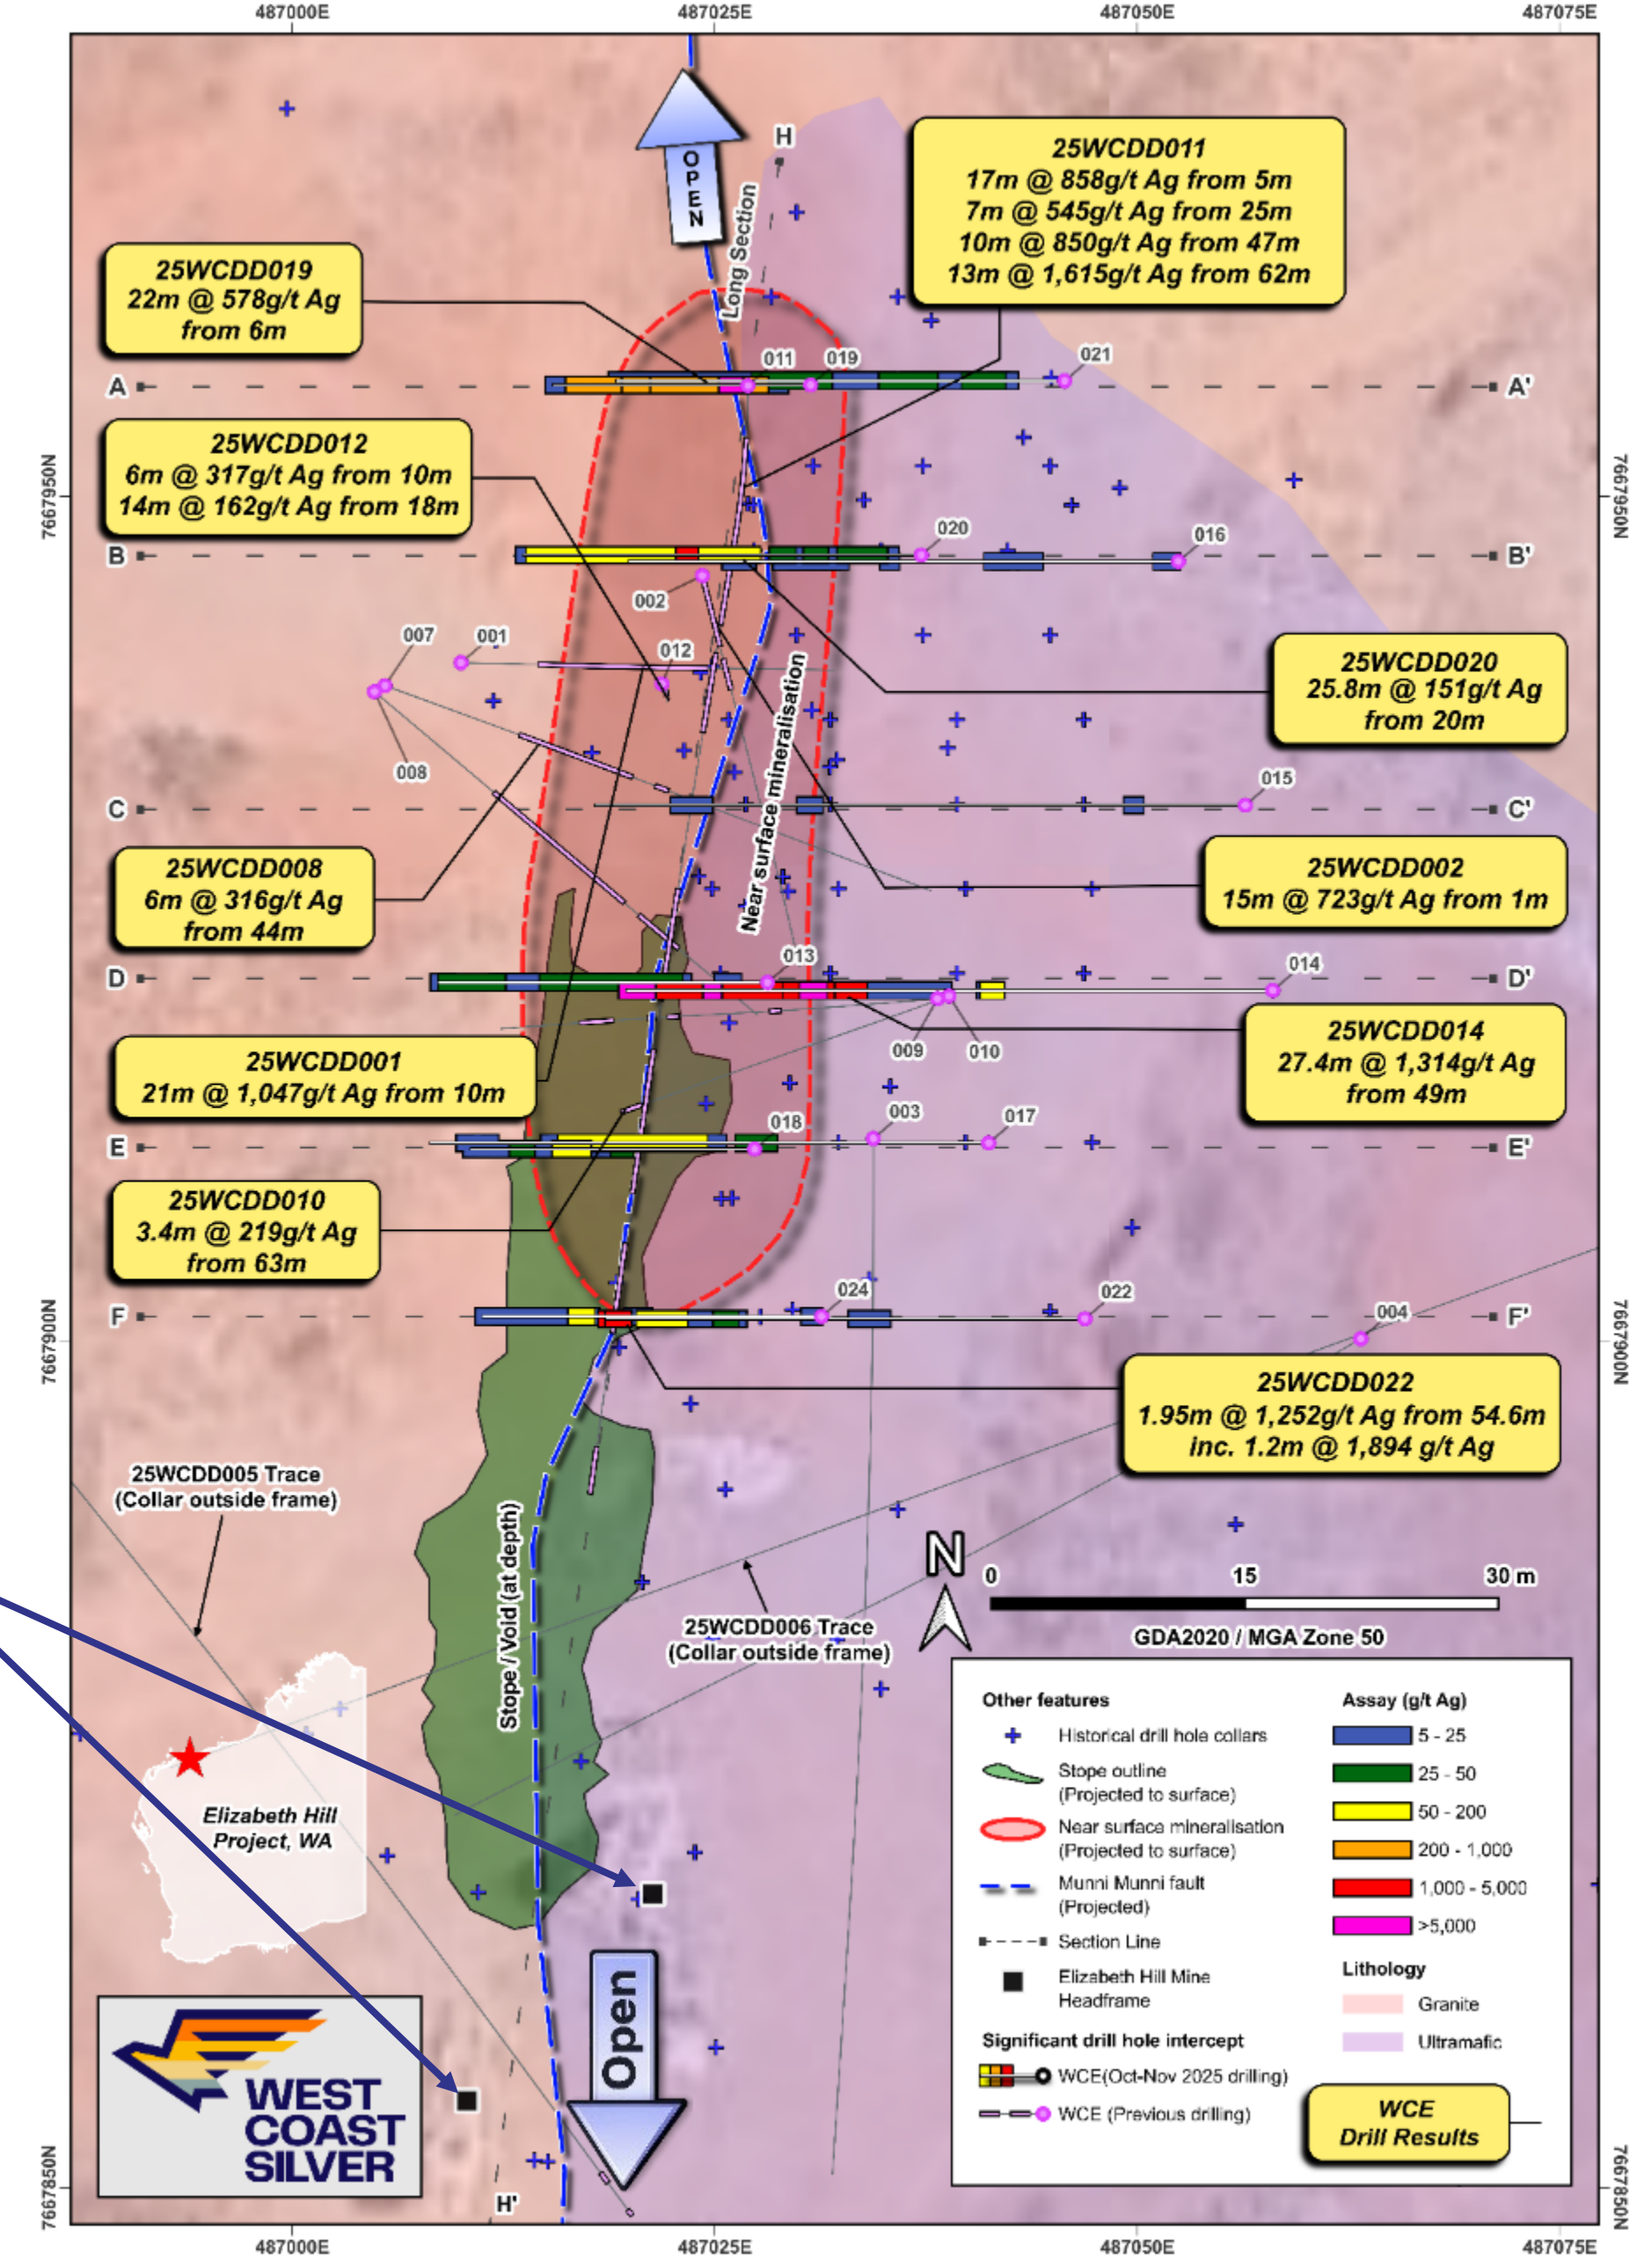 487000E
487025E
487050E
487075E
OPEN
H
Long Section
25WCDD011
17m @ 858g/t Ag from 5m
7m @ 545g/t Ag from 25m
10m @ 850g/t Ag from 47m
13m @ 1,615g/t Ag from 62m
25WCDD019
22m @ 578g/t Ag
from 6m
011
019
021
A
A'
25WCDD012
6m @ 317g/t Ag from 10m
14m @ 162g/t Ag from 18m
7667950N
7667950N
B
020
016
B'
002
007
001
012
008
25WCDD020
25.8m @ 151g/t Ag
from 20m
Near surface mineralisation
C
015
C'
25WCDD008
6m @ 316g/t Ag
from 44m
25WCDD002
15m @ 723g/t Ag from 1m
D
013
014
D'
009
010
25WCDD001
21m @ 1,047g/t Ag from 10m
25WCDD014
27.4m @ 1,314g/t Ag
from 49m
E
018
003
017
E'
25WCDD010
3.4m @ 219g/t Ag
from 63m
F
024
022
004
F'
7667900N
7667900N
25WCDD022
1.95m @ 1,252g/t Ag from 54.6m
inc. 1.2m @ 1,894 g/t Ag
25WCDD005 Trace
(Collar outside frame)
Stope / Void (at depth)
25WCDD006 Trace
(Collar outside frame)
N
0
15
30 m
GDA2020 / MGA Zone 50
Elizabeth Hill
Project, WA
Other features
Historical drill hole collars
Stope outline
(Projected to surface)
Near surface mineralisation
(Projected to surface)
Munni Munni fault
(Projected)
Section Line
Elizabeth Hill Mine
Headframe
Significant drill hole intercept
WCE(Oct-Nov 2025 drilling)
WCE (Previous drilling)
Assay (g/t Ag)
5 - 25
25 - 50
50 - 200
200 - 1,000
1,000 - 5,000
>5,000
Lithology
Granite
Ultramafic
WCE
Drill Results
Open
WEST
COAST
SILVER
H'
7667850N
7667850N
487000E
487025E
487050E
487075E